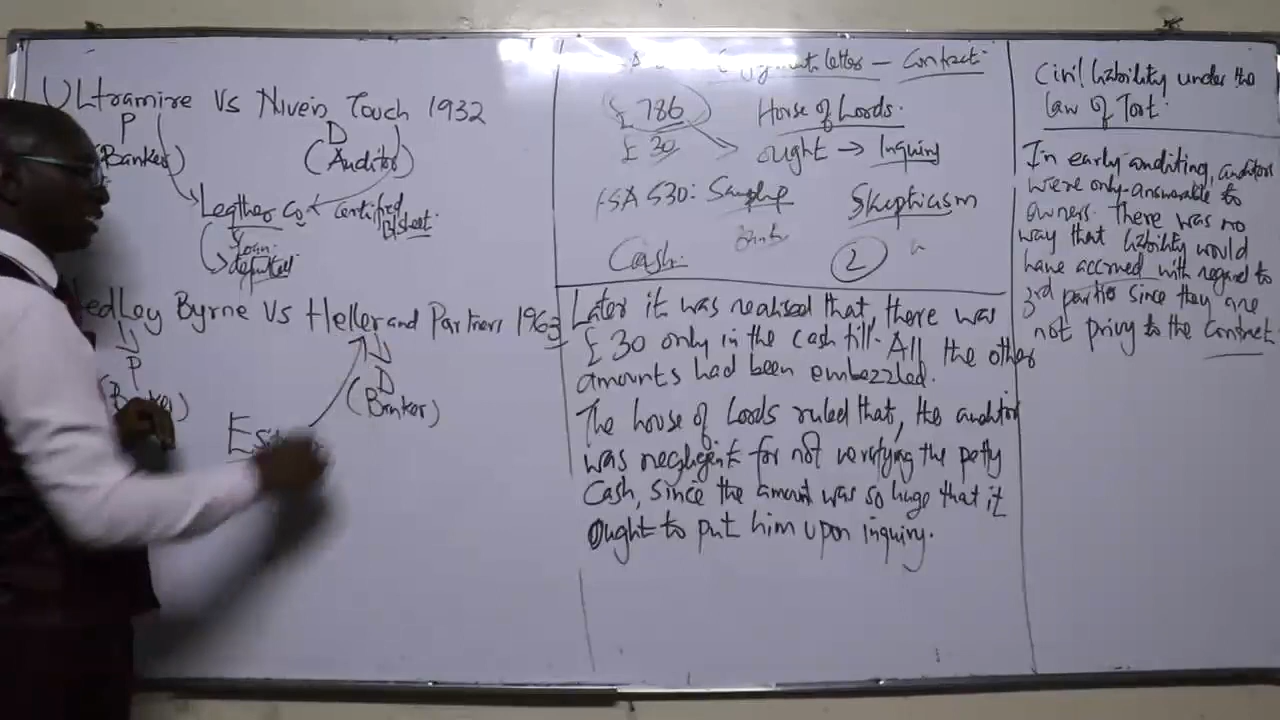 Ultramire Vs Niven Touch 1932
P
D
(Banker)
(Auditor)
Leather Co
Certified
B/sheet.
loan
defaulted
Hedley Byrne Vs Heller and Partners 1963
P
D
(Banker)
(Banker)
letter – Contract
£ 786
House of Lords.
£ 30
ought → Inquiry
ISA 530: Sampling
Skepticism
Cash
2
Later it was realised that, there was
£ 30 only in the cash till. All the other
amounts had been embezzled.
The house of Lords ruled that, the auditor
was negligent for not verifying the petty
Cash, since the amount was so huge that it
ought to put him upon inquiry.
Civil liability under the
law of Tort.
In early auditing, auditors
were only answerable to
owners. There was no
way that liability would
have accrued with regard to
3rd parties since they are
not privy to the contract